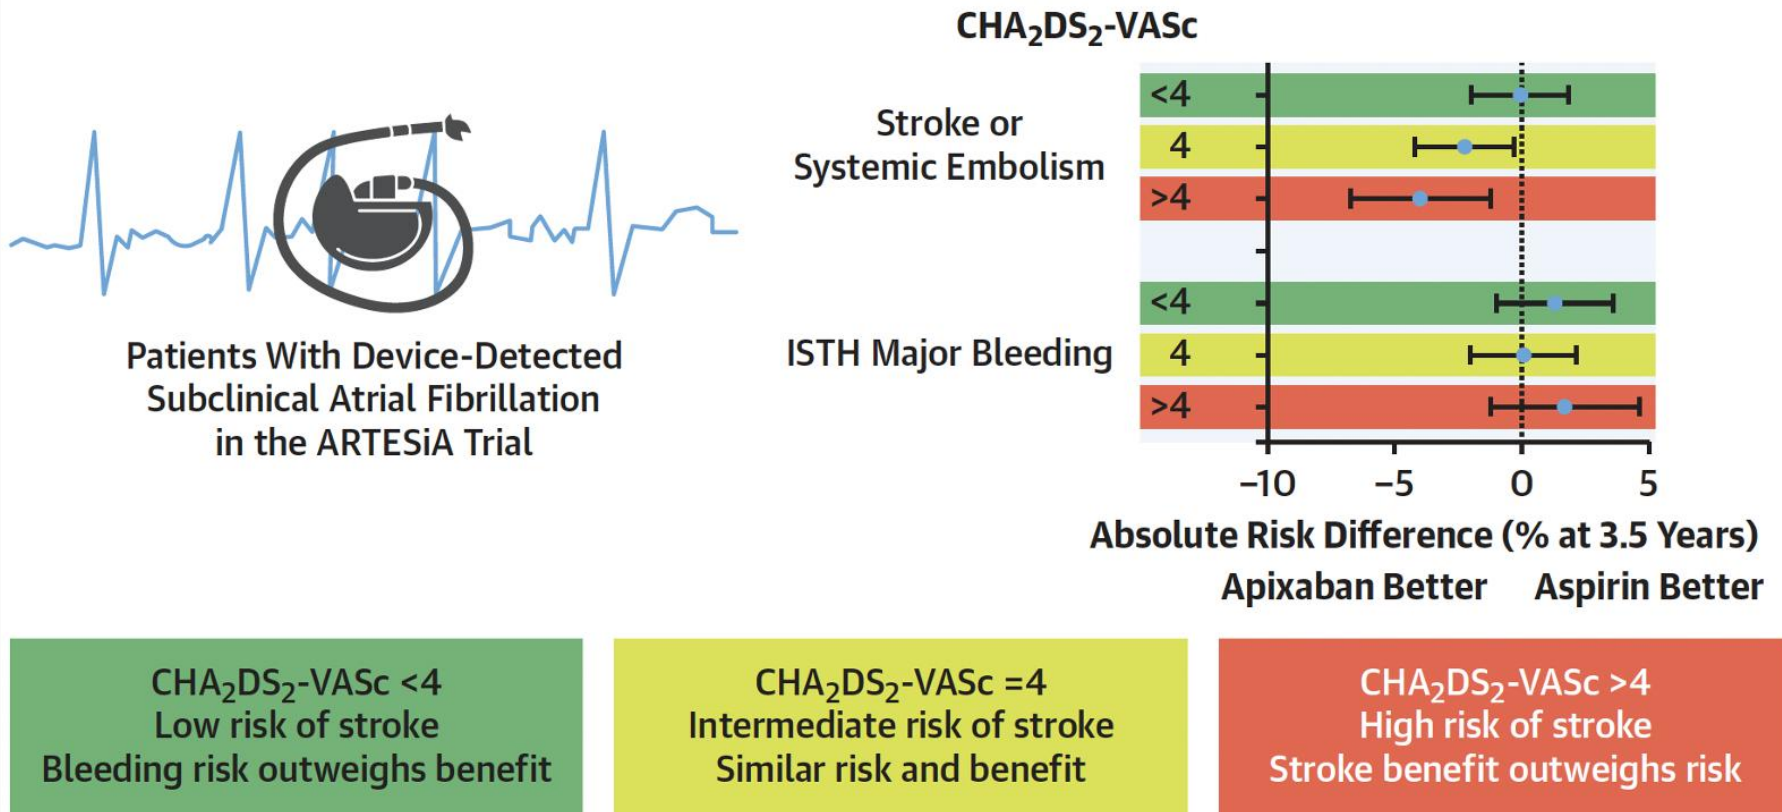 CHA₂DS₂-VASc
Stroke or
Systemic Embolism
<4
4
>4
ISTH Major Bleeding
<4
4
>4
−10 −5 0 5
Absolute Risk Difference (% at 3.5 Years)
Apixaban Better Aspirin Better
Patients With Device-Detected
Subclinical Atrial Fibrillation
in the ARTESiA Trial
CHA₂DS₂-VASc <4
Low risk of stroke
Bleeding risk outweighs benefit
CHA₂DS₂-VASc =4
Intermediate risk of stroke
Similar risk and benefit
CHA₂DS₂-VASc >4
High risk of stroke
Stroke benefit outweighs risk